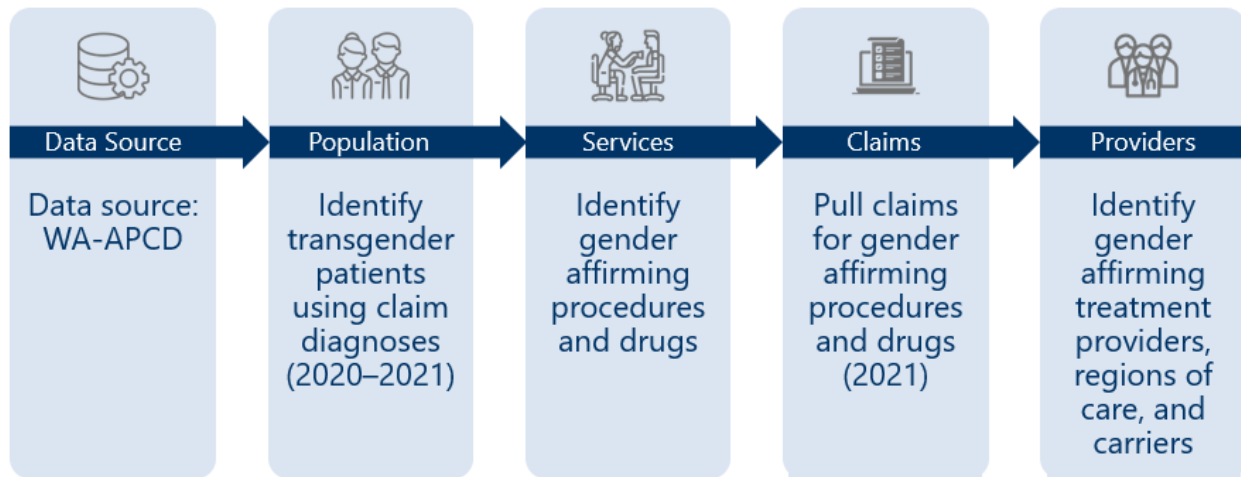 Data Source
Population
Services
Claims
Providers
Data source:
WA-APCD
Identify
transgender
patients
using claim
diagnoses
(2020–2021)
Identify
gender
affirming
procedures
and drugs
Pull claims
for gender
affirming
procedures
and drugs
(2021)
Identify
gender
affirming
treatment
providers,
regions of
care, and
carriers